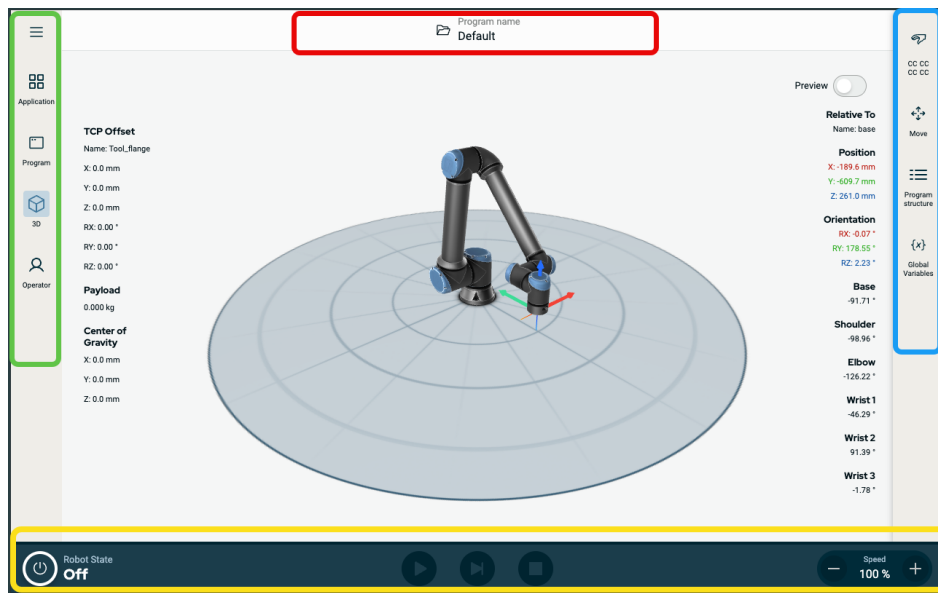 Program name
Default
Application
Program
3D
Operator
TCP Offset
Name: Tool_flange
X: 0.0 mm
Y: 0.0 mm
Z: 0.0 mm
RX: 0.00 °
RY: 0.00 °
RZ: 0.00 °
Payload
0.000 kg
Center of
Gravity
X: 0.0 mm
Y: 0.0 mm
Z: 0.0 mm
Preview
Relative To
Name: base
Position
X: -189.6 mm
Y: -609.7 mm
Z: 261.0 mm
Orientation
RX: -0.07 °
RY: 178.55 °
RZ: 2.23 °
Base
-91.71 °
Shoulder
-98.96 °
Elbow
-126.22 °
Wrist 1
-46.29 °
Wrist 2
91.39 °
Wrist 3
-1.78 °
CC CC
CC CC
Move
Program
structure
{x}
Global
Variables
Robot State
Off
Speed
100 %